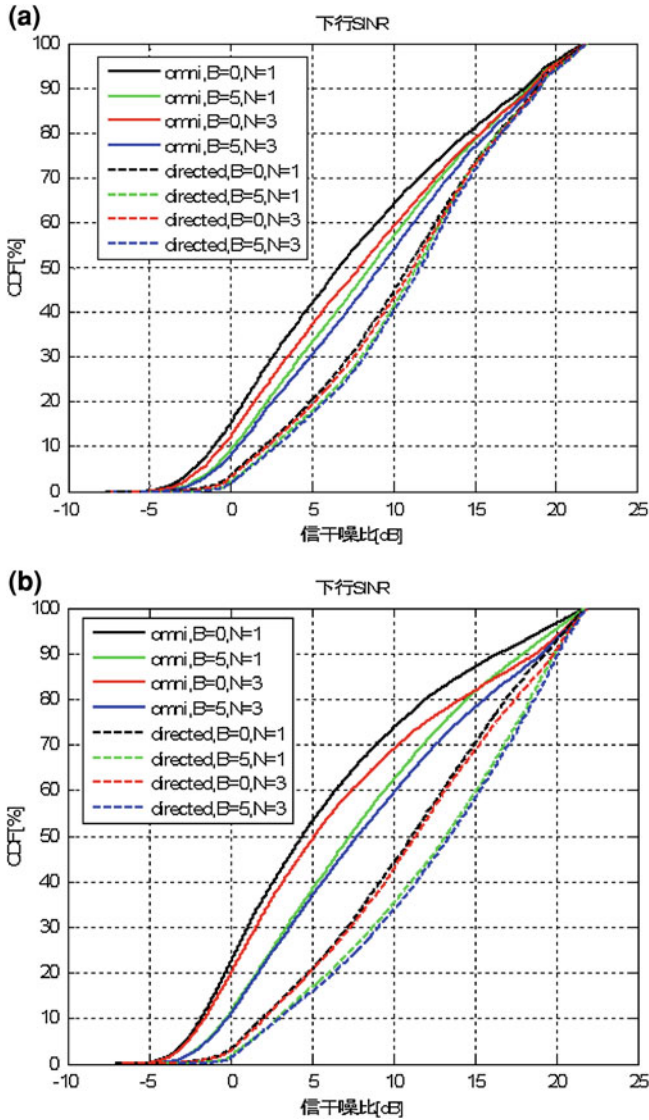 (a)
下行SINR
100
90
80
70
60
50
40
30
20
10
0
CDF[%]
omni,B=0,N=1
omni,B=5,N=1
omni,B=0,N=3
omni,B=5,N=3
directed,B=0,N=1
directed,B=5,N=1
directed,B=0,N=3
directed,B=5,N=3
-10 -5 0 5 10 15 20 25
信干噪比[dB]
(b)
下行SINR
100
90
80
70
60
50
40
30
20
10
0
CDF[%]
omni,B=0,N=1
omni,B=5,N=1
omni,B=0,N=3
omni,B=5,N=3
directed,B=0,N=1
directed,B=5,N=1
directed,B=0,N=3
directed,B=5,N=3
-10 -5 0 5 10 15 20 25
信干噪比[dB]